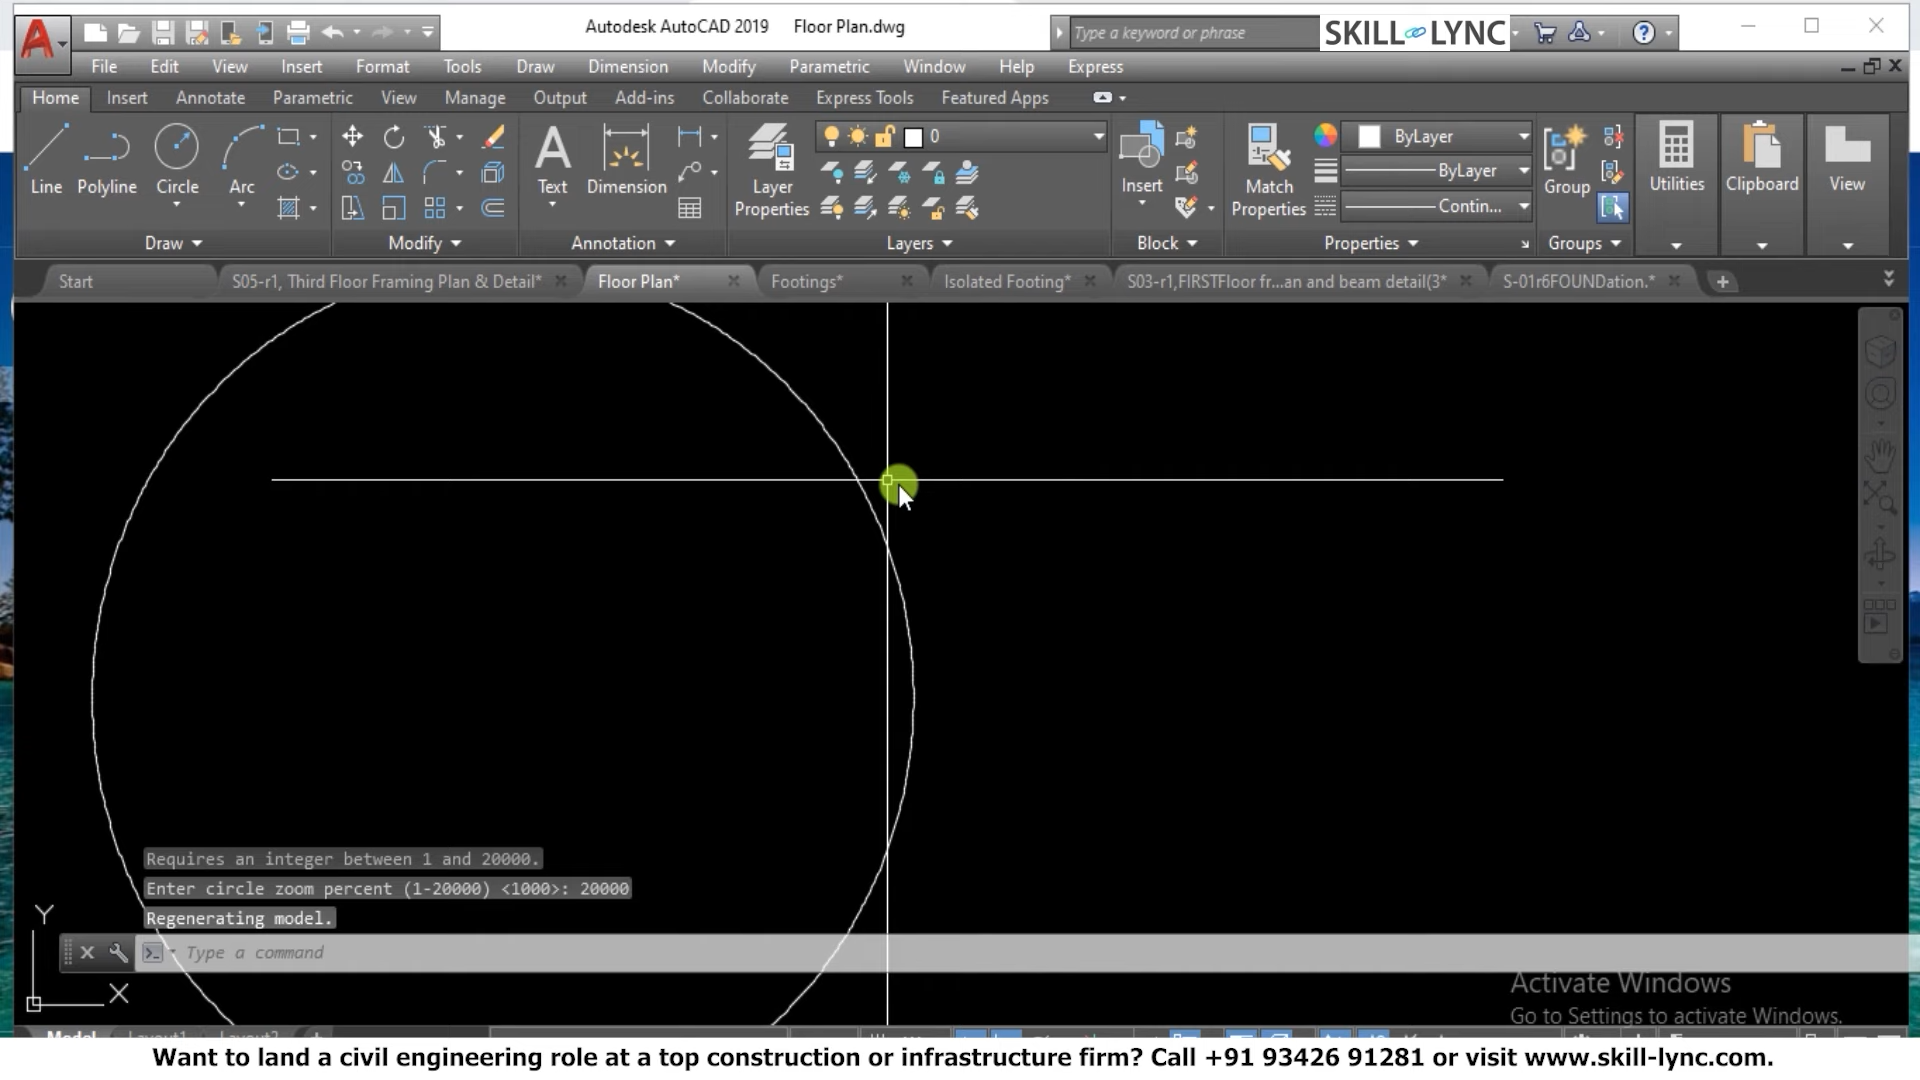 Autodesk AutoCAD 2019 Floor Plan.dwg
Type a keyword or phrase
SKILL LYNC
File Edit View Insert Format Tools Draw Dimension Modify Parametric Window Help Express
Home Insert Annotate Parametric View Manage Output Add-ins Collaborate Express Tools Featured Apps
0
ByLayer
ByLayer
Contin...
Line Polyline Circle Arc
Text Dimension
Layer Properties
Insert
Match Properties
Group
Utilities Clipboard View
Draw Modify Annotation Layers Block Properties Groups
Start S05-r1, Third Floor Framing Plan & Detail* Floor Plan* Footings* Isolated Footing* S03-r1,FIRSTFloor fr...an and beam detail(3* S-01r6FOUNDation.*
Requires an integer between 1 and 20000.
Enter circle zoom percent (1-20000) <1000>: 20000
Regenerating model.
Type a command
Y
X
Activate Windows
Go to Settings to activate Windows.
Model Layout1 Layout2
Want to land a civil engineering role at a top construction or infrastructure firm? Call +91 93426 91281 or visit www.skill-lync.com.